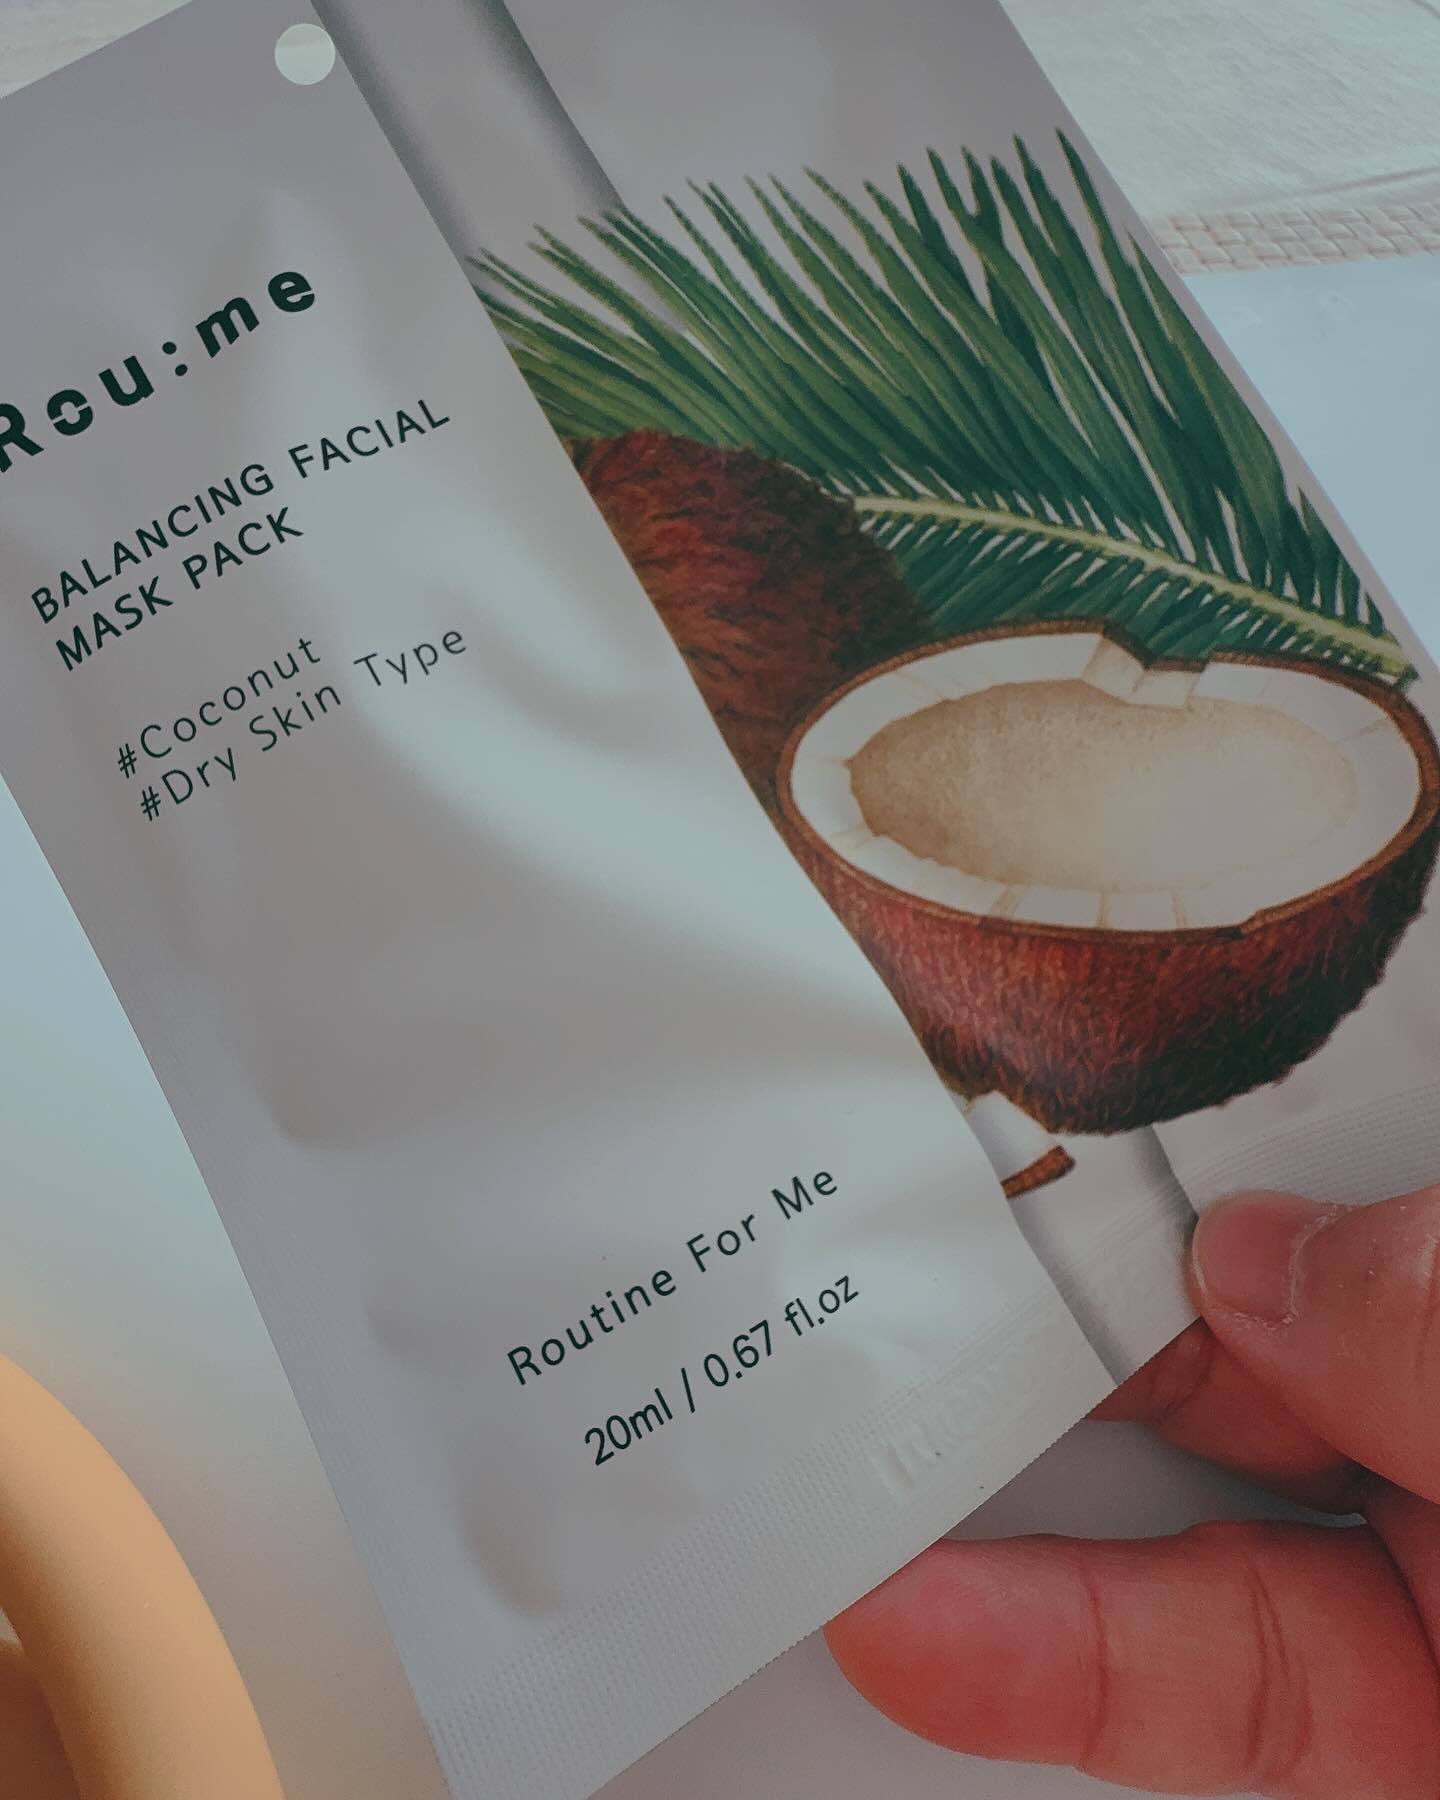 Rou:me
BALANCING FACIAL
MASK PACK
#Coconut
#Dry Skin Type
Routine For Me
20ml / 0.67 fl.oz